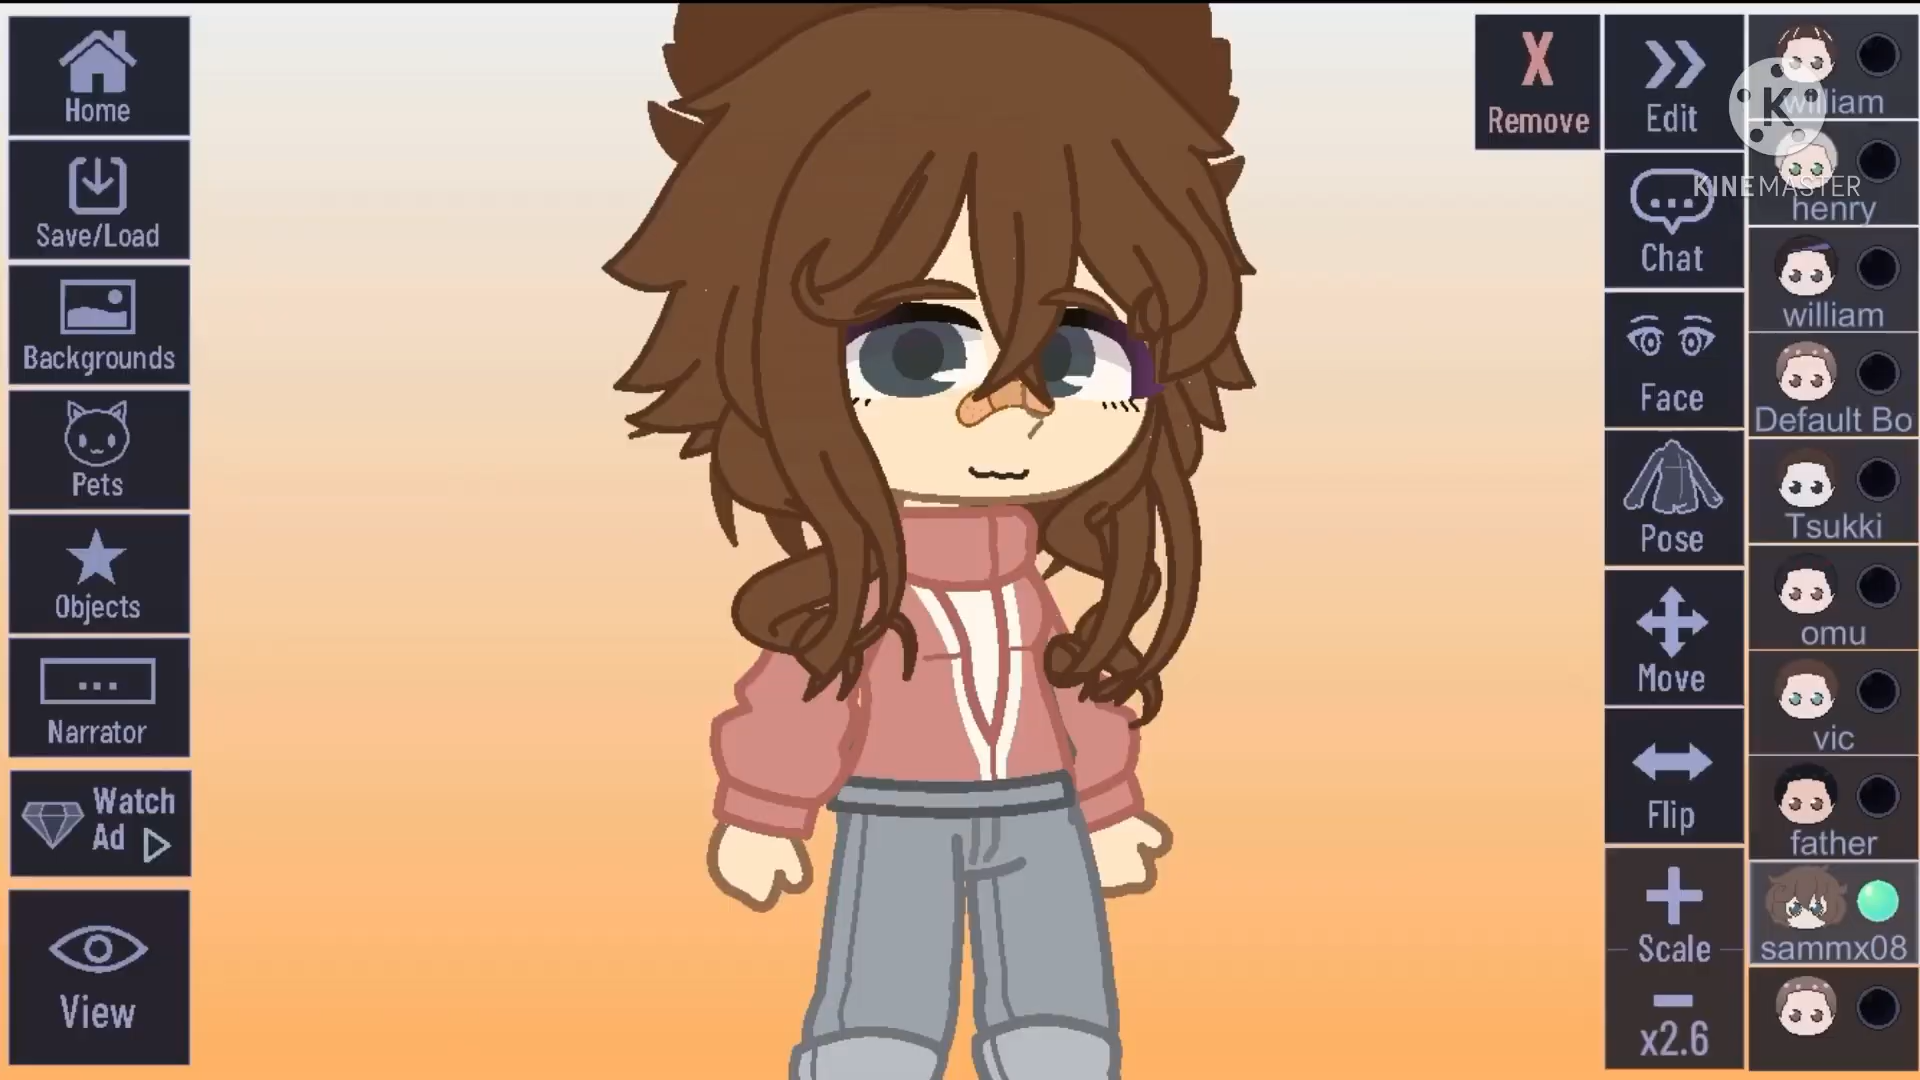 Home
Save/Load
Backgrounds
Pets
Objects
...
Narrator
Watch
Ad
View
X
Remove
Edit
Chat
Face
Pose
Move
Flip
Scale
x2.6
K
KINEMASTER
william
henry
william
Default Bo
Tsukki
omu
vic
father
sammx08